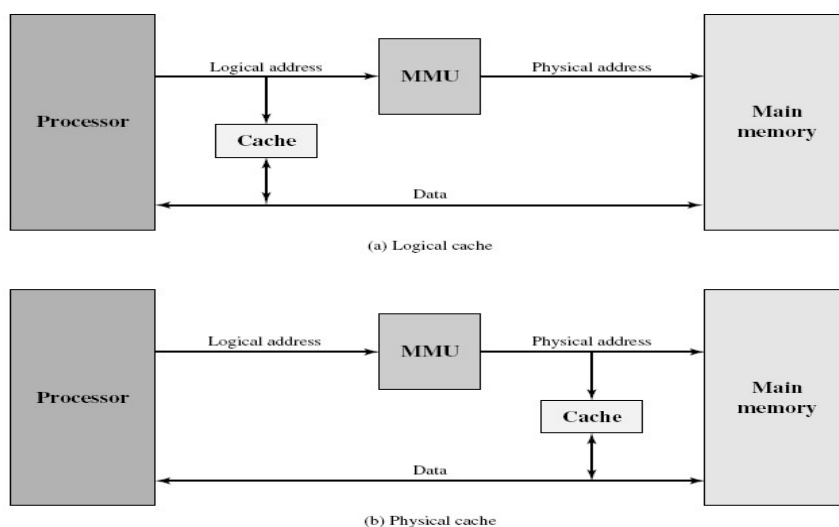 Logical address
MMU
Physical address
Processor
Cache
Main
memory
Data
(a) Logical cache
Logical address
MMU
Physical address
Processor
Cache
Main
memory
Data
(b) Physical cache